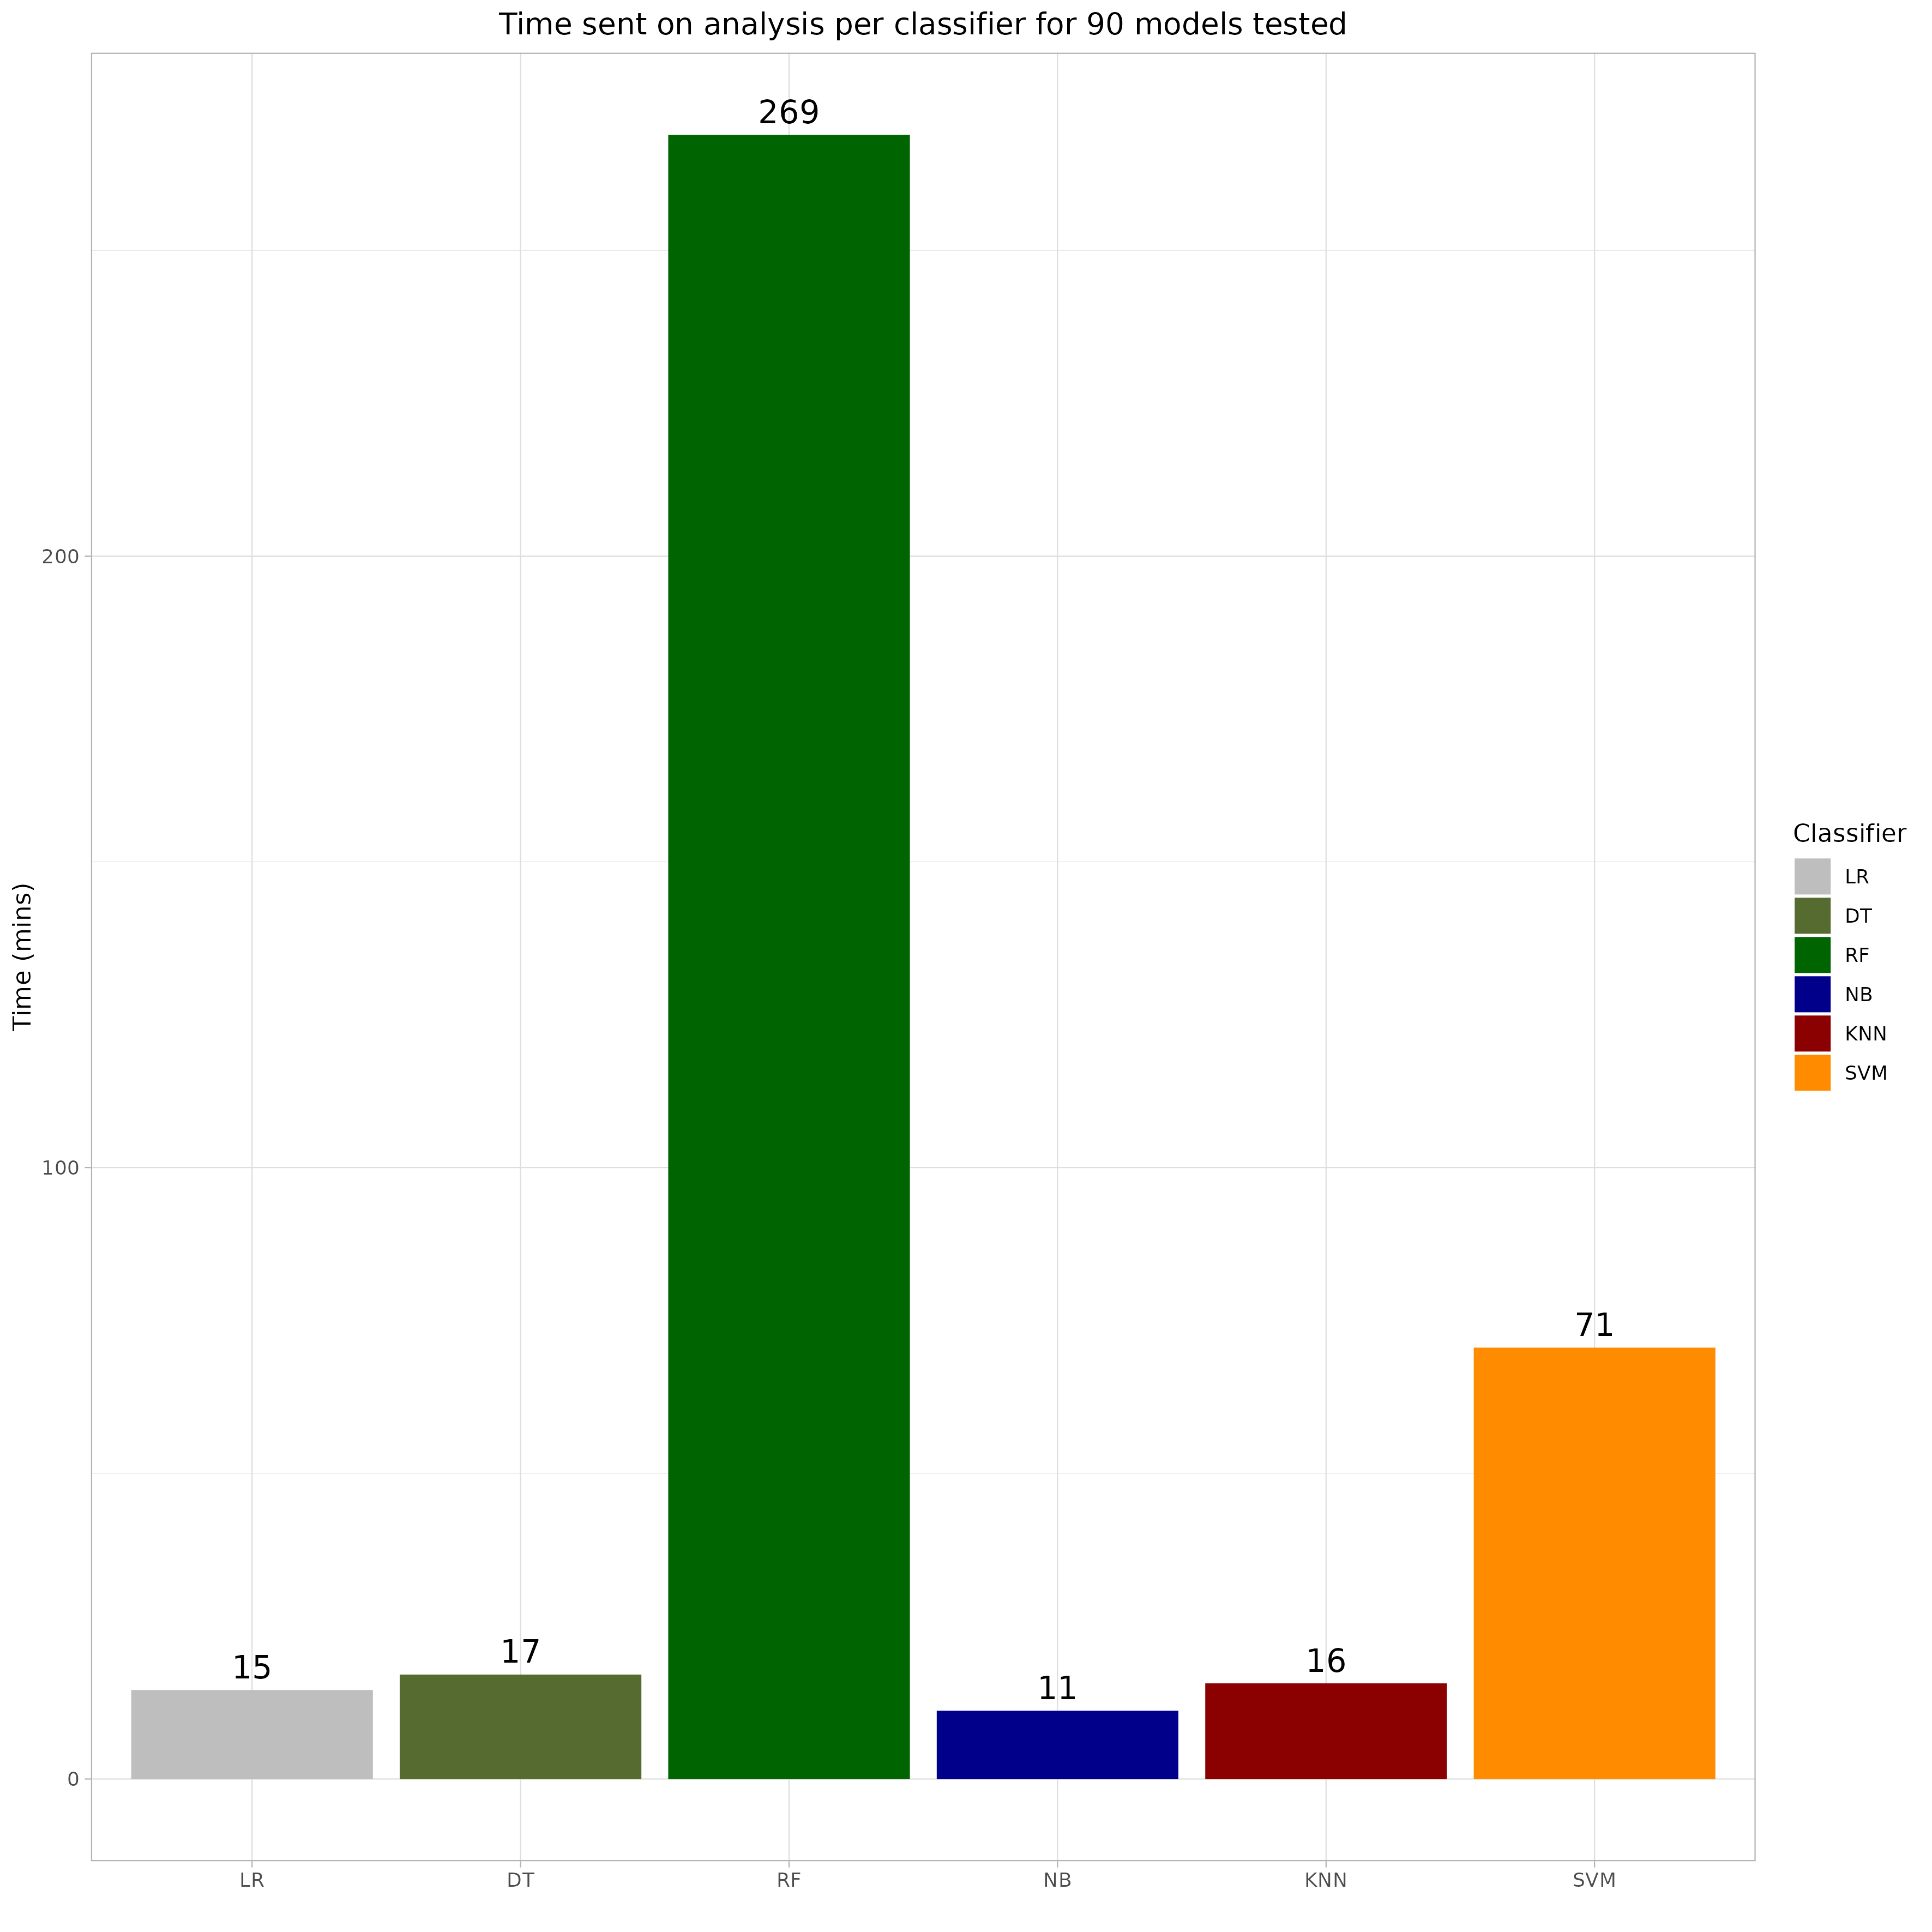 Time sent on analysis per classifier for 90 models tested
269
200
Time (mins)
100
71
17
15
16
11
0
LR
DT
RF
NB
KNN
SVM
Classifier
LR
DT
RF
NB
KNN
SVM